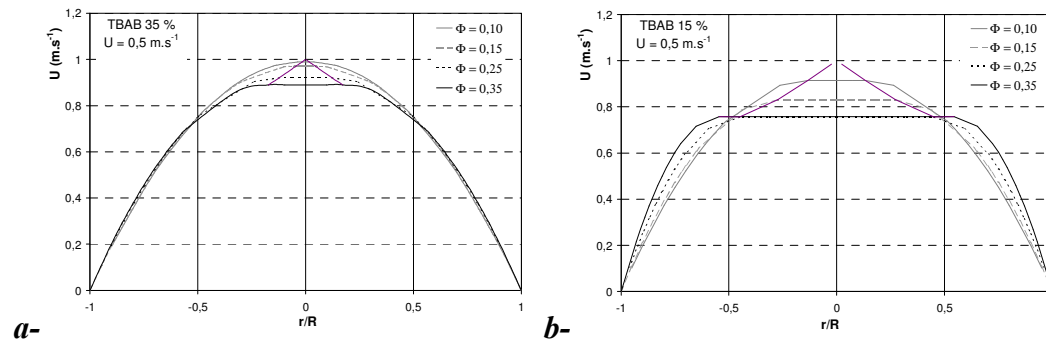 TBAB 35 %
U = 0,5 m.s⁻¹
Φ = 0,10
Φ = 0,15
Φ = 0,25
Φ = 0,35
U (m.s⁻¹)
1,2
1
0,8
0,6
0,4
0,2
0
-1
-0,5
0
0,5
1
r/R
a-
TBAB 15 %
U = 0,5 m.s⁻¹
Φ = 0,10
Φ = 0,15
Φ = 0,25
Φ = 0,35
U (m.s⁻¹)
1,2
1
0,8
0,6
0,4
0,2
0
-1
-0,5
0
0,5
r/R
b-